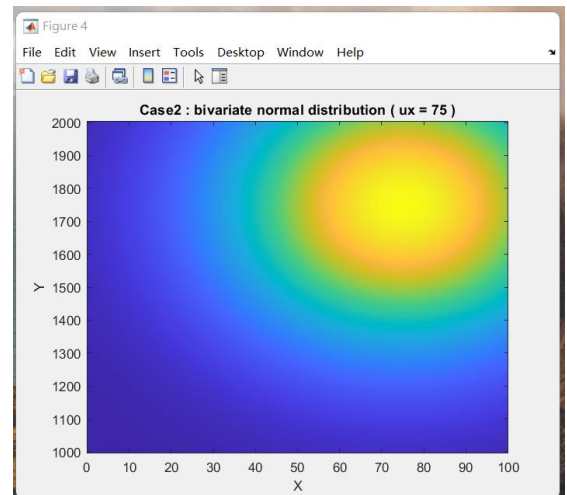 Figure 4
File Edit View Insert Tools Desktop Window Help
Case2 : bivariate normal distribution ( ux = 75 )
2000
1900
1800
1700
1600
1500
1400
1300
1200
1100
1000
Y
0 10 20 30 40 50 60 70 80 90 100
X